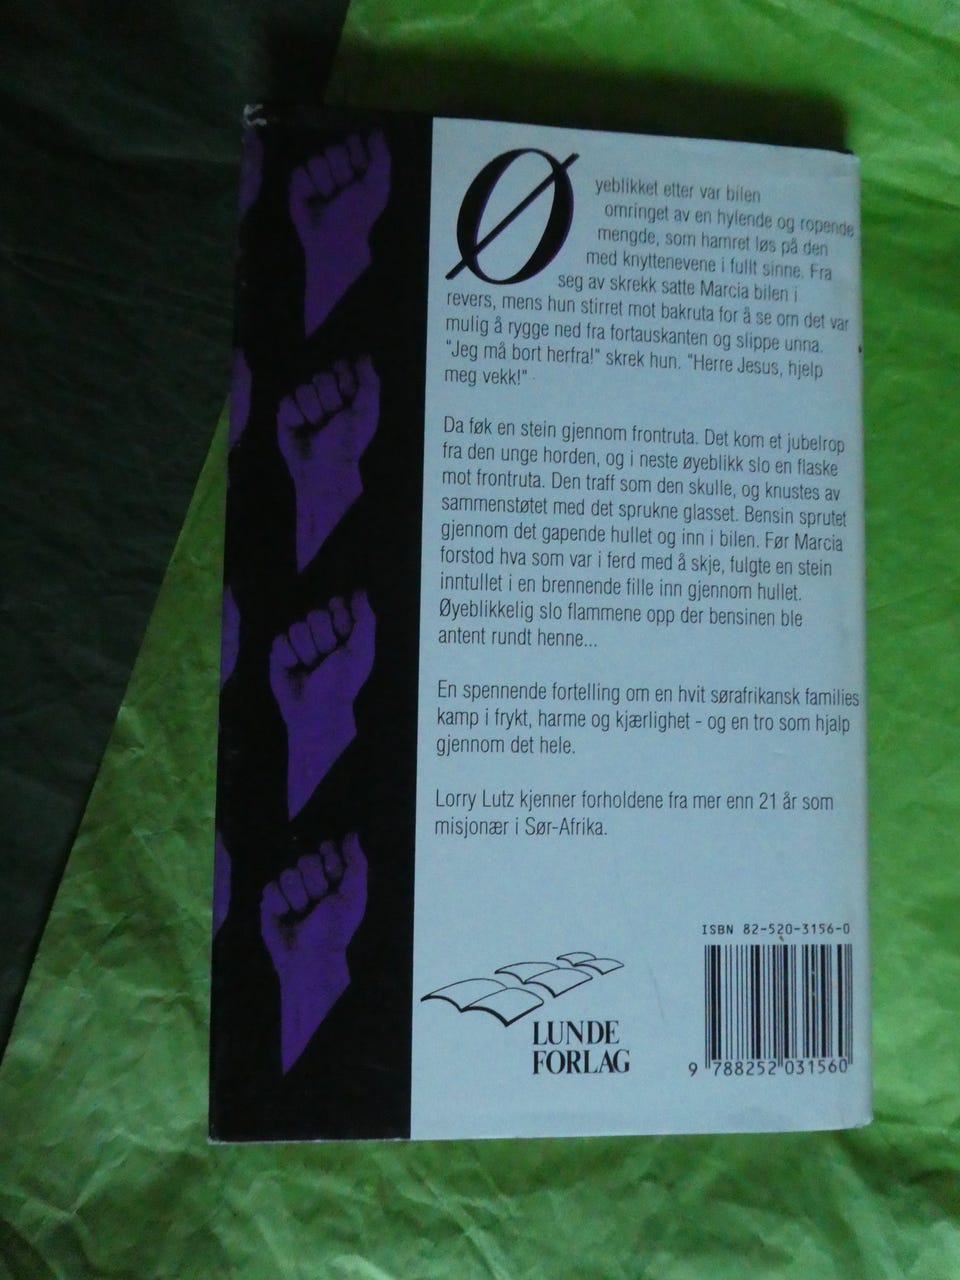 Øyeblikket etter var bilen
omringet av en hylende og ropende
mengde, som hamret løs på den
med knyttenevene i fullt sinne. Fra
seg av skrekk satte Marcia bilen i
revers, mens hun stirret mot bakruta for å se om det var
mulig å rygge ned fra fortauskanten og slippe unna.
"Jeg må bort herfra!" skrek hun. "Herre Jesus, hjelp
meg vekk!"
Da føk en stein gjennom frontruta. Det kom et jubelrop
fra den unge horden, og i neste øyeblikk slo en flaske
mot frontruta. Den traff som den skulle, og knustes av
sammenstøtet med det sprukne glasset. Bensin sprutet
gjennom det gapende hullet og inn i bilen. Før Marcia
forstod hva som var i ferd med å skje, fulgte en stein
inntullet i en brennende fille inn gjennom hullet.
Øyeblikkelig slo flammene opp der bensinen ble
antent rundt henne...
En spennende fortelling om en hvit sørafrikansk families
kamp i frykt, harme og kjærlighet - og en tro som hjalp
gjennom det hele.
Lorry Lutz kjenner forholdene fra mer enn 21 år som
misjonær i Sør-Afrika.
ISBN 82-520-3156-0
LUNDE
FORLAG
9 788252 031560